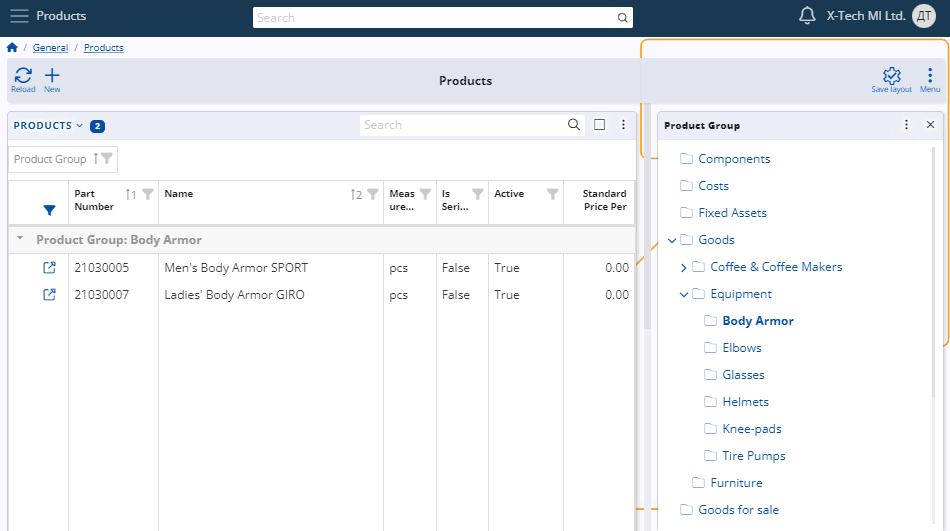 Products
Search
X-Tech MI Ltd.
ДТ
/ General / Products
Reload
New
Products
Save layout
Menu
PRODUCTS
2
Search
Product Group
Part Number
1
Name
2
Meas ure...
Is Seri...
Active
Standard Price Per
Product Group: Body Armor
21030005 Men's Body Armor SPORT pcs False True 0.00
21030007 Ladies' Body Armor GIRO pcs False True 0.00
Product Group
Components
Costs
Fixed Assets
Goods
Coffee & Coffee Makers
Equipment
Body Armor
Elbows
Glasses
Helmets
Knee-pads
Tire Pumps
Furniture
Goods for sale